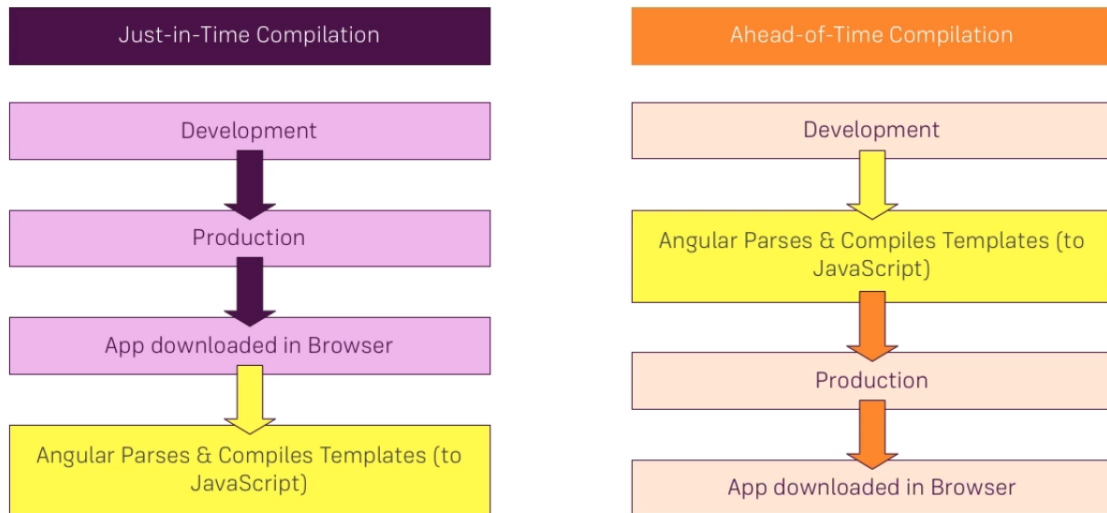 Just-in-Time Compilation
Development
Production
App downloaded in Browser
Angular Parses & Compiles Templates (to
JavaScript)
Ahead-of-Time Compilation
Development
Angular Parses & Compiles Templates (to
JavaScript)
Production
App downloaded in Browser